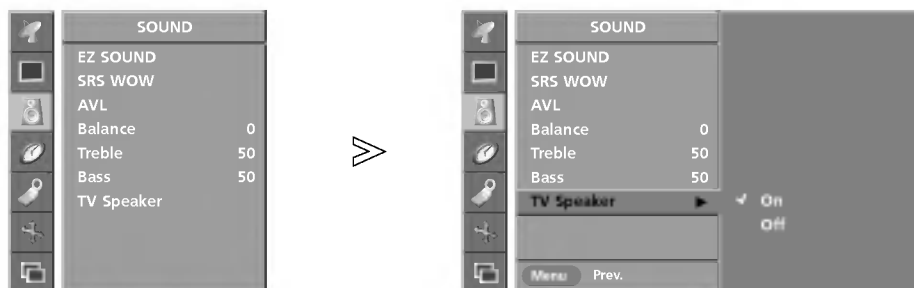 SOUND
EZ SOUND
SRS WOW
AVL
Balance 0
Treble 50
Bass 50
TV Speaker
SOUND
EZ SOUND
SRS WOW
AVL
Balance 0
Treble 50
Bass 50
TV Speaker
On
Off
Menu Prev.